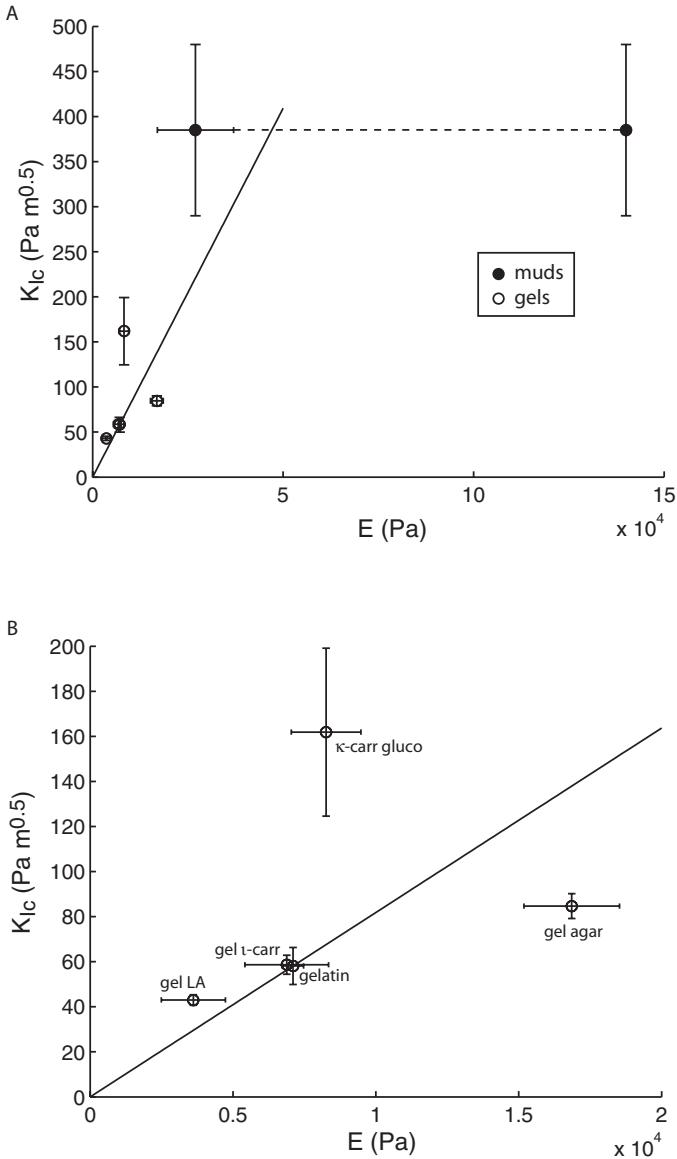 A
500
450
400
350
300
250
200
150
100
50
0
K_Ic (Pa m^0.5)
muds
gels
0
5
10
15
E (Pa)
x 10^4
B
200
180
160
140
120
100
80
60
40
20
0
K_Ic (Pa m^0.5)
κ-carr gluco
gel agar
gel ι-carr
gelatin
gel LA
0
0.5
1
1.5
2
E (Pa)
x 10^4